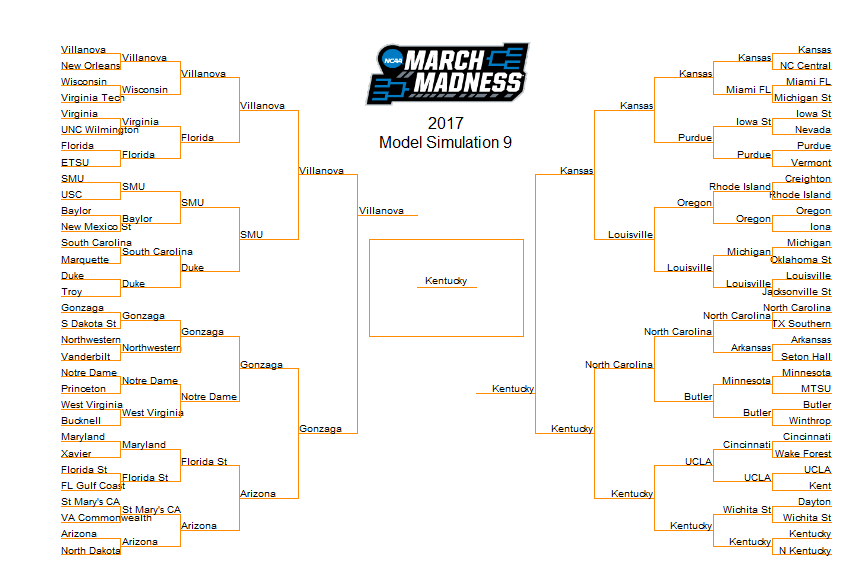 NCAA
MARCH
MADNESS
2017
Model Simulation 9
Villanova
New Orleans
Wisconsin
Virginia Tech
Virginia
UNC Wilmington
Florida
ETSU
SMU
USC
Baylor
New Mexico St
South Carolina
Marquette
Duke
Troy
Gonzaga
S Dakota St
Northwestern
Vanderbilt
Notre Dame
Princeton
West Virginia
Bucknell
Maryland
Xavier
Florida St
FL Gulf Coast
St Mary's CA
VA Commonwealth
Arizona
North Dakota
Villanova
Wisconsin
Virginia
Florida
SMU
Baylor
South Carolina
Duke
Gonzaga
Northwestern
Notre Dame
West Virginia
Maryland
Florida St
St Mary's CA
Arizona
Villanova
Florida
SMU
Duke
Gonzaga
Notre Dame
Florida St
Arizona
Villanova
SMU
Gonzaga
Arizona
Villanova
Gonzaga
Villanova
Kentucky
Kentucky
Kansas
Kentucky
Kansas
Louisville
North Carolina
Kentucky
Kansas
Purdue
Oregon
Louisville
North Carolina
Butler
UCLA
Kentucky
Kansas
Miami FL
Iowa St
Purdue
Rhode Island
Oregon
Michigan
Louisville
North Carolina
Arkansas
Minnesota
Butler
Cincinnati
UCLA
Wichita St
Kentucky
Kansas
NC Central
Miami FL
Michigan St
Iowa St
Nevada
Purdue
Vermont
Creighton
Rhode Island
Oregon
Iona
Michigan
Oklahoma St
Louisville
Jacksonville St
North Carolina
TX Southern
Arkansas
Seton Hall
Minnesota
MTSU
Butler
Winthrop
Cincinnati
Wake Forest
UCLA
Kent
Dayton
Wichita St
Kentucky
N Kentucky